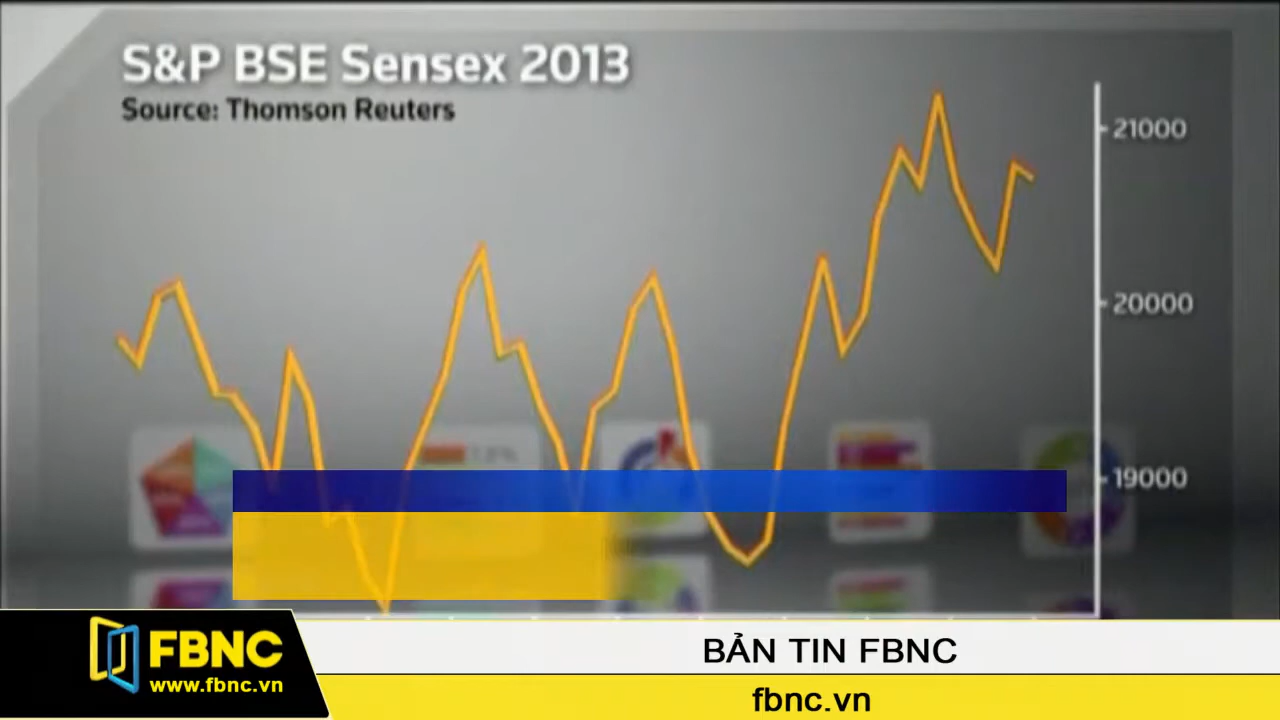 S&P BSE Sensex 2013
Source: Thomson Reuters
21000
20000
19000
FBNC
www.fbnc.vn
BẢN TIN FBNC
fbnc.vn